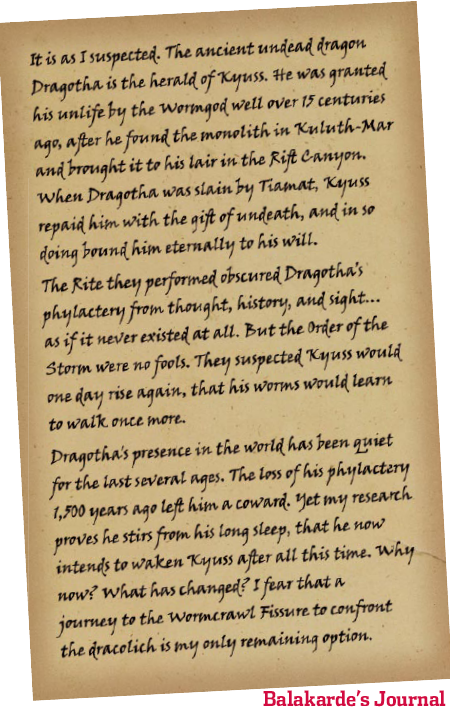 It is as I suspected. The ancient undead dragon
Dragotha is the herald of Kyuss. He was granted
his unlife by the Wormgod well over 15 centuries
ago, after he found the monolith in Kuluth-Mar
and brought it to his lair in the Rift Canyon.
When Dragotha was slain by Tiamat, Kyuss
repaid him with the gift of undeath, and in so
doing bound him eternally to his will.
The Rite they performed obscured Dragotha's
phylactery from thought, history, and sight...
as if it never existed at all. But the Order of the
Storm were no fools. They suspected Kyuss would
one day rise again, that his worms would learn
to walk once more.
Dragotha's presence in the world has been quiet
for the last several ages. The loss of his phylactery
1,500 years ago left him a coward. Yet my research
proves he stirs from his long sleep, that he now
intends to waken Kyuss after all this time. Why
now? What has changed? I fear that a
journey to the Wormcrawl Fissure to confront
the dracolich is my only remaining option.
Balakarde's Journal